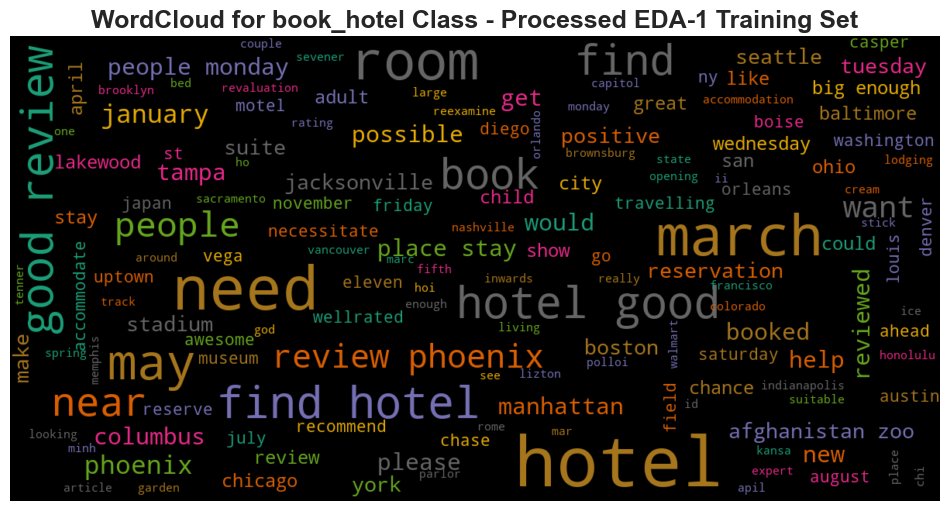 WordCloud for book_hotel Class - Processed EDA-1 Training Set
good review
april
people monday
couple
sevener
room
find
seattle
casper
tuesday
brooklyn
bed
revaluation
motel
adult
large
reexamine
get
capitol
monday
great
ny
like
accommodation
big enough
baltimore
january
rating
possible
diego
orlando
positive
boise
washington
one
lakewood
st
tampa
ho
suite
book
brownsburg
wednesday
state
opening
ii
san
ohio
lodging
jacksonville
child
city
orleans
cream
stay
japan
sacramento
november
friday
travelling
want
stick
denver
people
necessitate
nashville
would
march
could
louis
place stay
show
go
reservation
around
vega
vancouver
marc
fifth
inwards
really
francisco
accommodate
uptown
need
eleven
hoi
enough
hotel good
colorado
reviewed
tenner
track
stadium
god
wellrated
living
booked
ice
ahead
make
spring
memphis
may
awesome
museum
review phoenix
see
lizton
boston
polloi
walmart
saturday
help
honolulu
near
reserve
find hotel
manhattan
field
id
chance
indianapolis
suitable
austin
looking
columbus
july
recommend
chase
rome
mar
hotel
afghanistan zoo
minh
phoenix
review
please
parlor
kansa
new
place
chi
article
garden
chicago
york
expert
apil
august